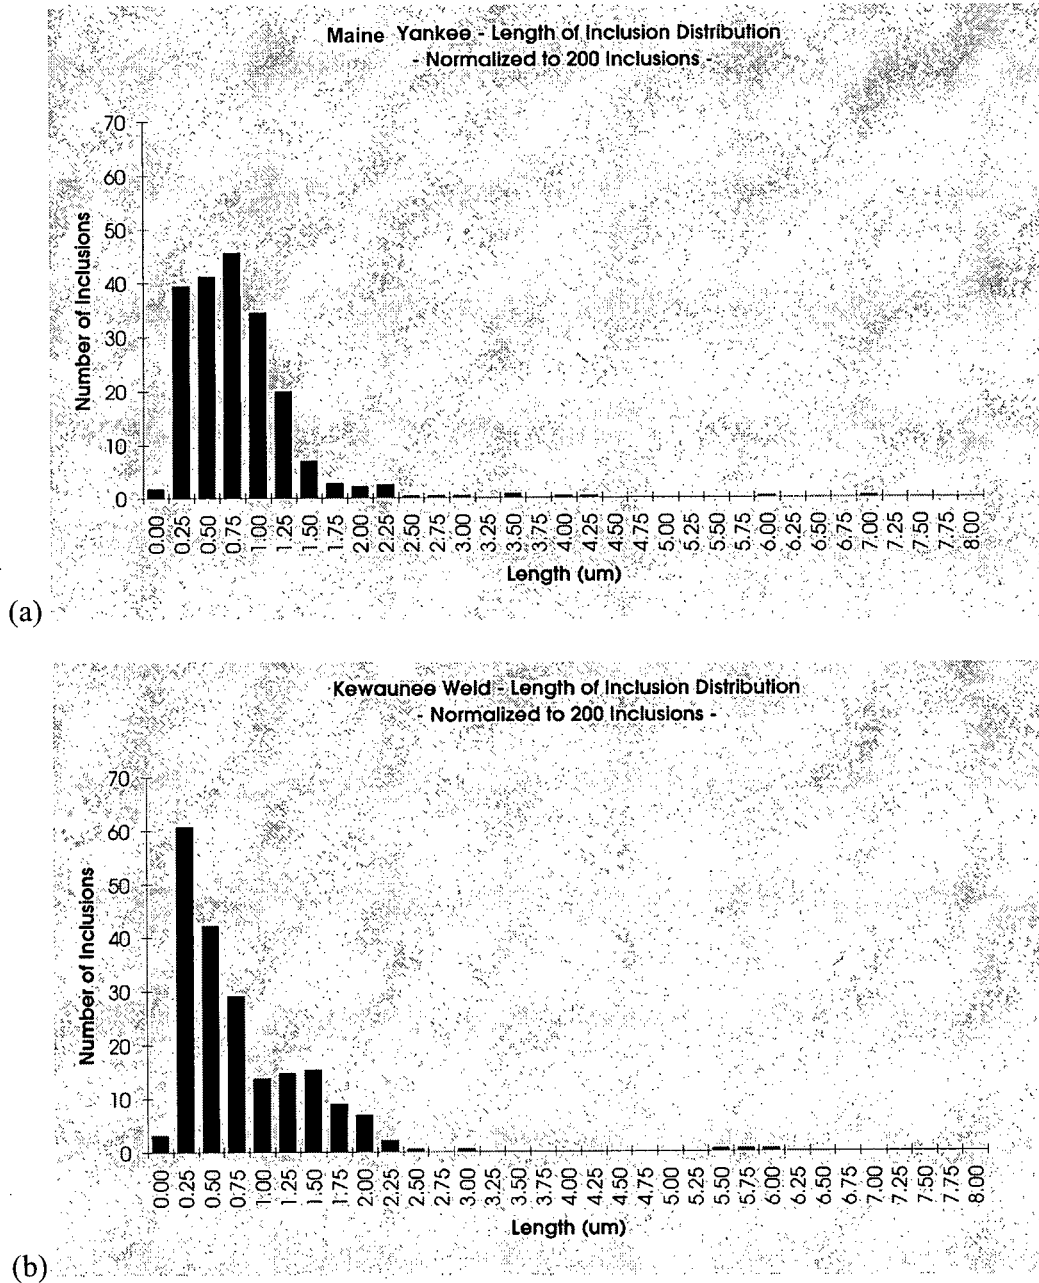 Maine Yankee - Length of Inclusion Distribution
- Normalized to 200 Inclusions -
70
60
50
40
30
20
10
0
Number of Inclusions
0.00 0.25 0.50 0.75 1.00 1.25 1.50 1.75 2.00 2.25 2.50 2.75 3.00 3.25 3.50 3.75 4.00 4.25 4.50 4.75 5.00 5.25 5.50 5.75 6.00 6.25 6.50 6.75 7.00 7.25 7.50 7.75 8.00
Length (um)
(a)
Kewaunee Weld - Length of Inclusion Distribution
- Normalized to 200 Inclusions -
70
60
50
40
30
20
10
0
Number of Inclusions
0.00 0.25 0.50 0.75 1.00 1.25 1.50 1.75 2.00 2.25 2.50 2.75 3.00 3.25 3.50 3.75 4.00 4.25 4.50 4.75 5.00 5.25 5.50 5.75 6.00 6.25 6.50 6.75 7.00 7.25 7.50 7.75 8.00
Length (um)
(b)